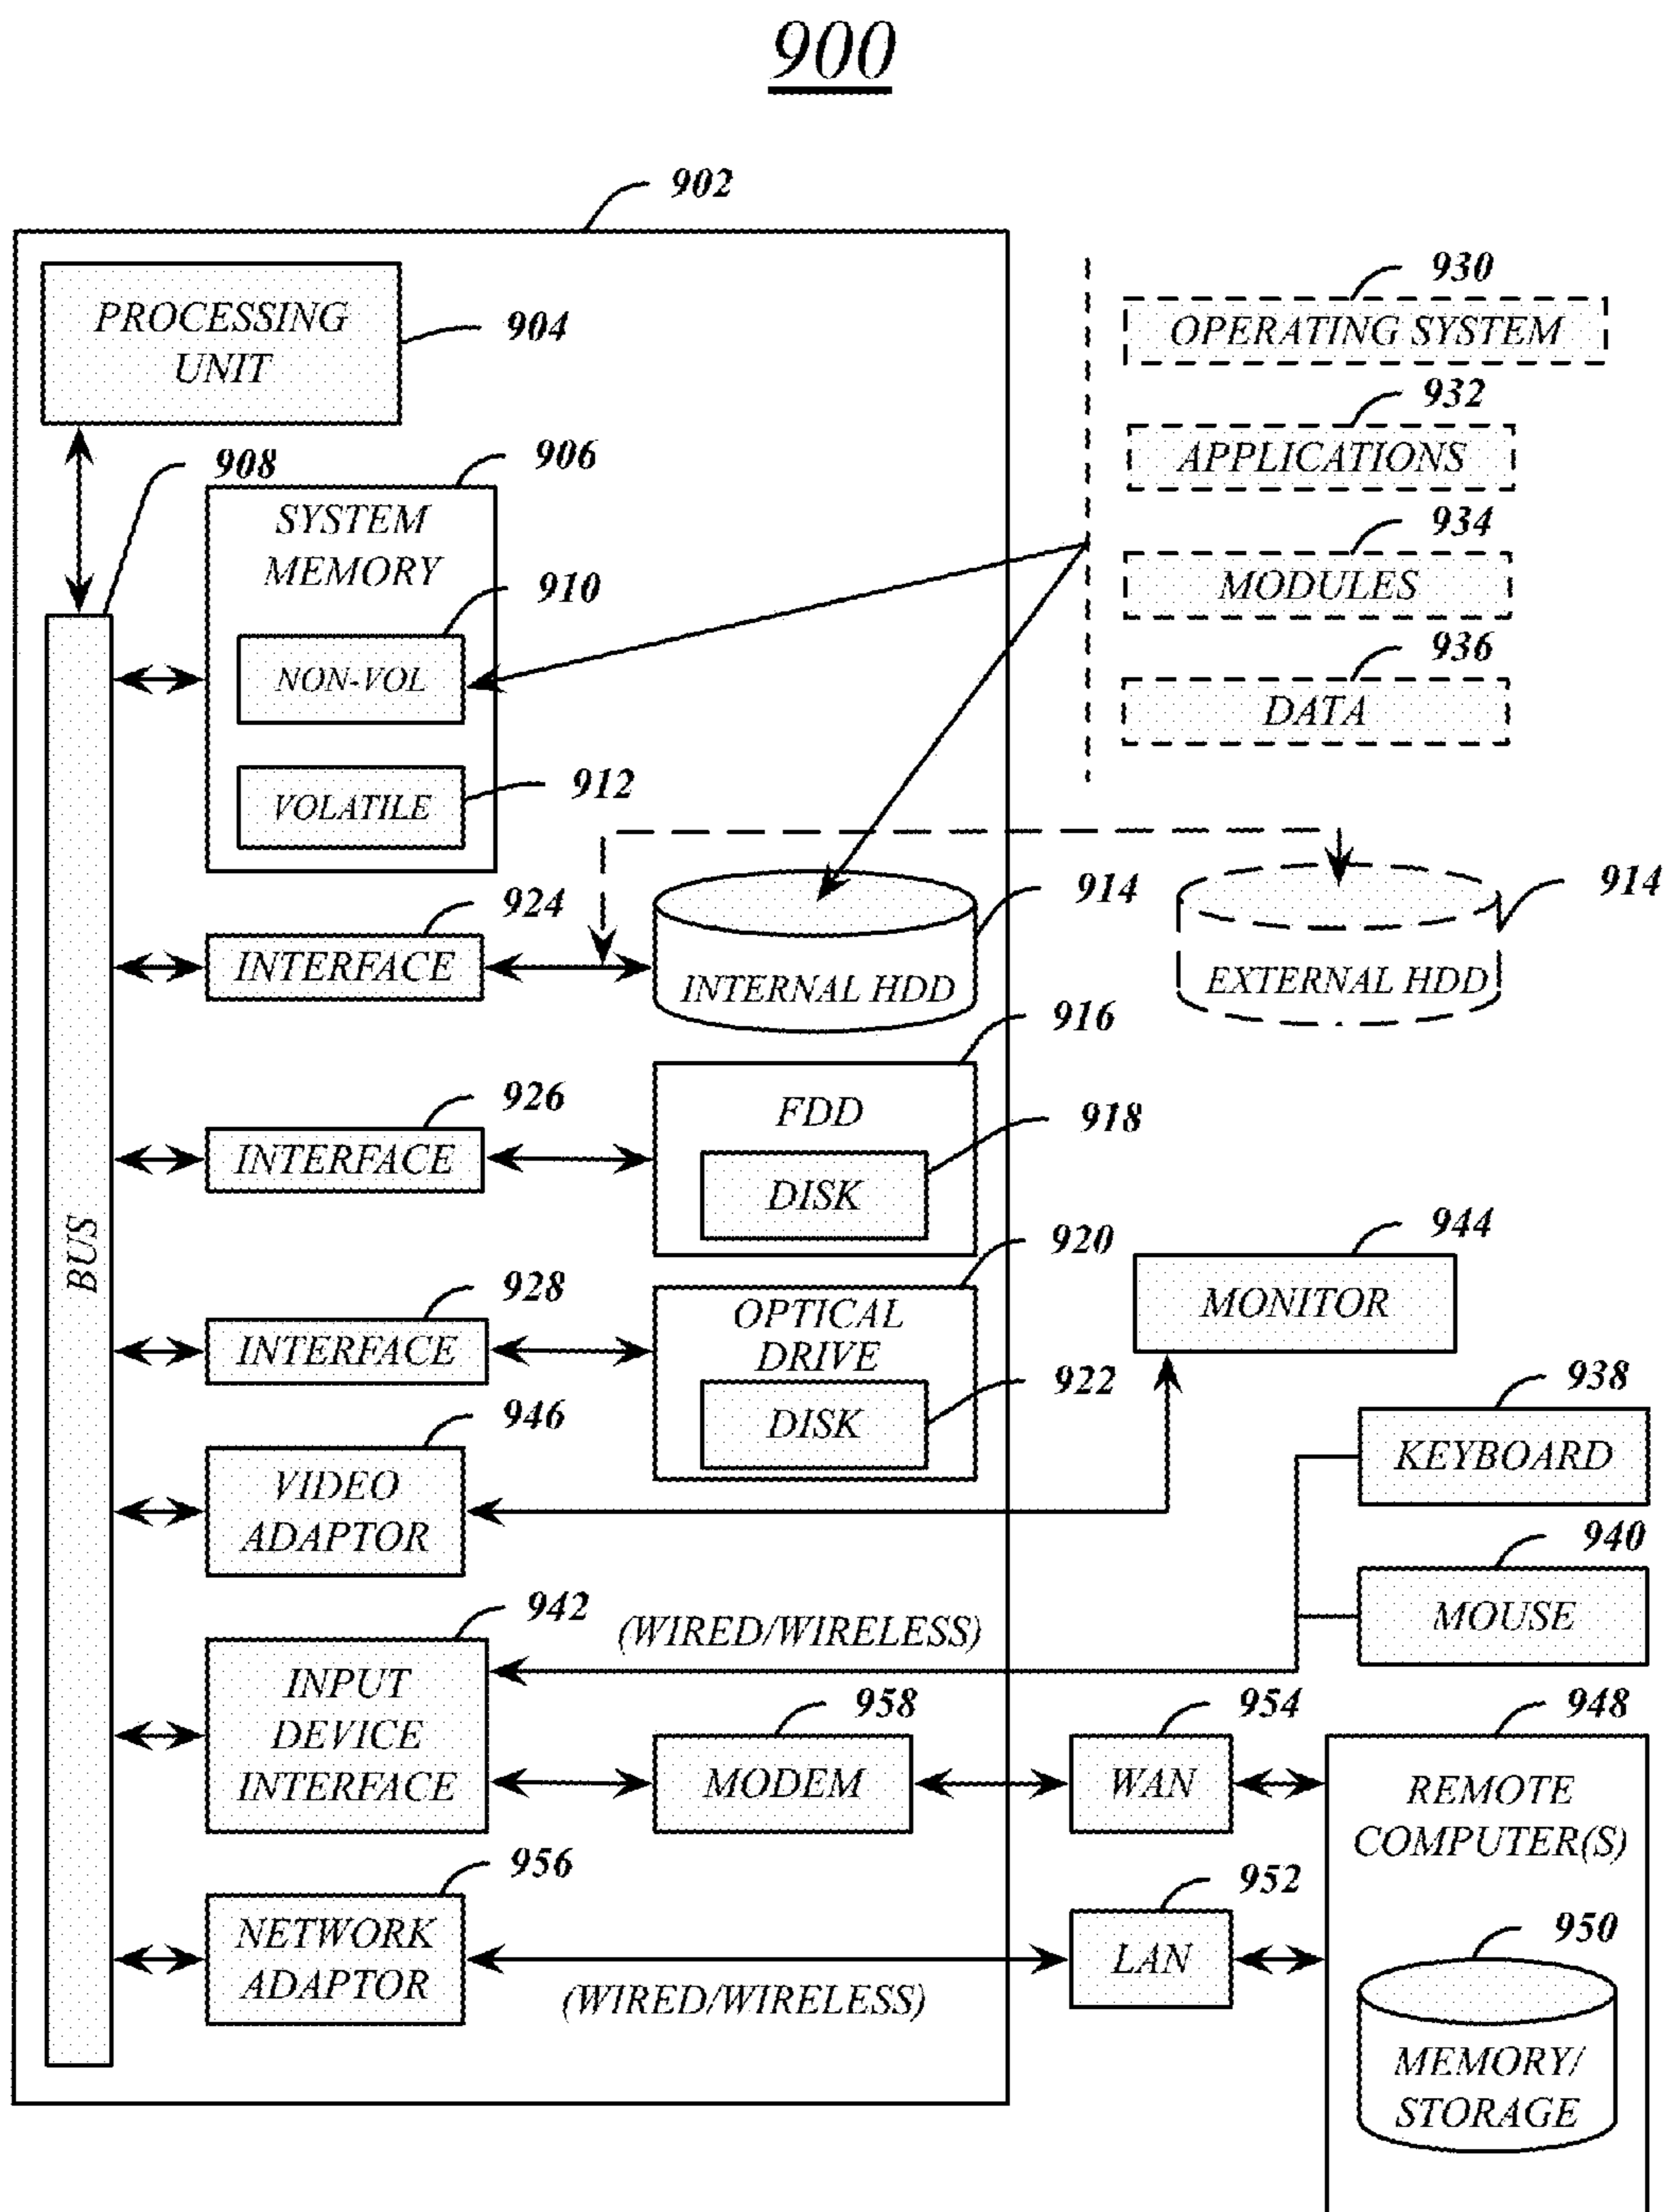 900
902
PROCESSING
UNIT
904
908
906
SYSTEM
MEMORY
910
NON-VOL
912
VOLATILE
930
OPERATING SYSTEM
932
APPLICATIONS
934
MODULES
936
DATA
BUS
924
INTERFACE
914
INTERNAL HDD
914
EXTERNAL HDD
926
INTERFACE
916
FDD
918
DISK
928
INTERFACE
920
OPTICAL
DRIVE
922
DISK
944
MONITOR
946
VIDEO
ADAPTOR
938
KEYBOARD
940
MOUSE
942
INPUT
DEVICE
INTERFACE
(WIRED/WIRELESS)
958
MODEM
954
WAN
948
REMOTE
COMPUTER(S)
956
NETWORK
ADAPTOR
(WIRED/WIRELESS)
952
LAN
950
MEMORY/
STORAGE